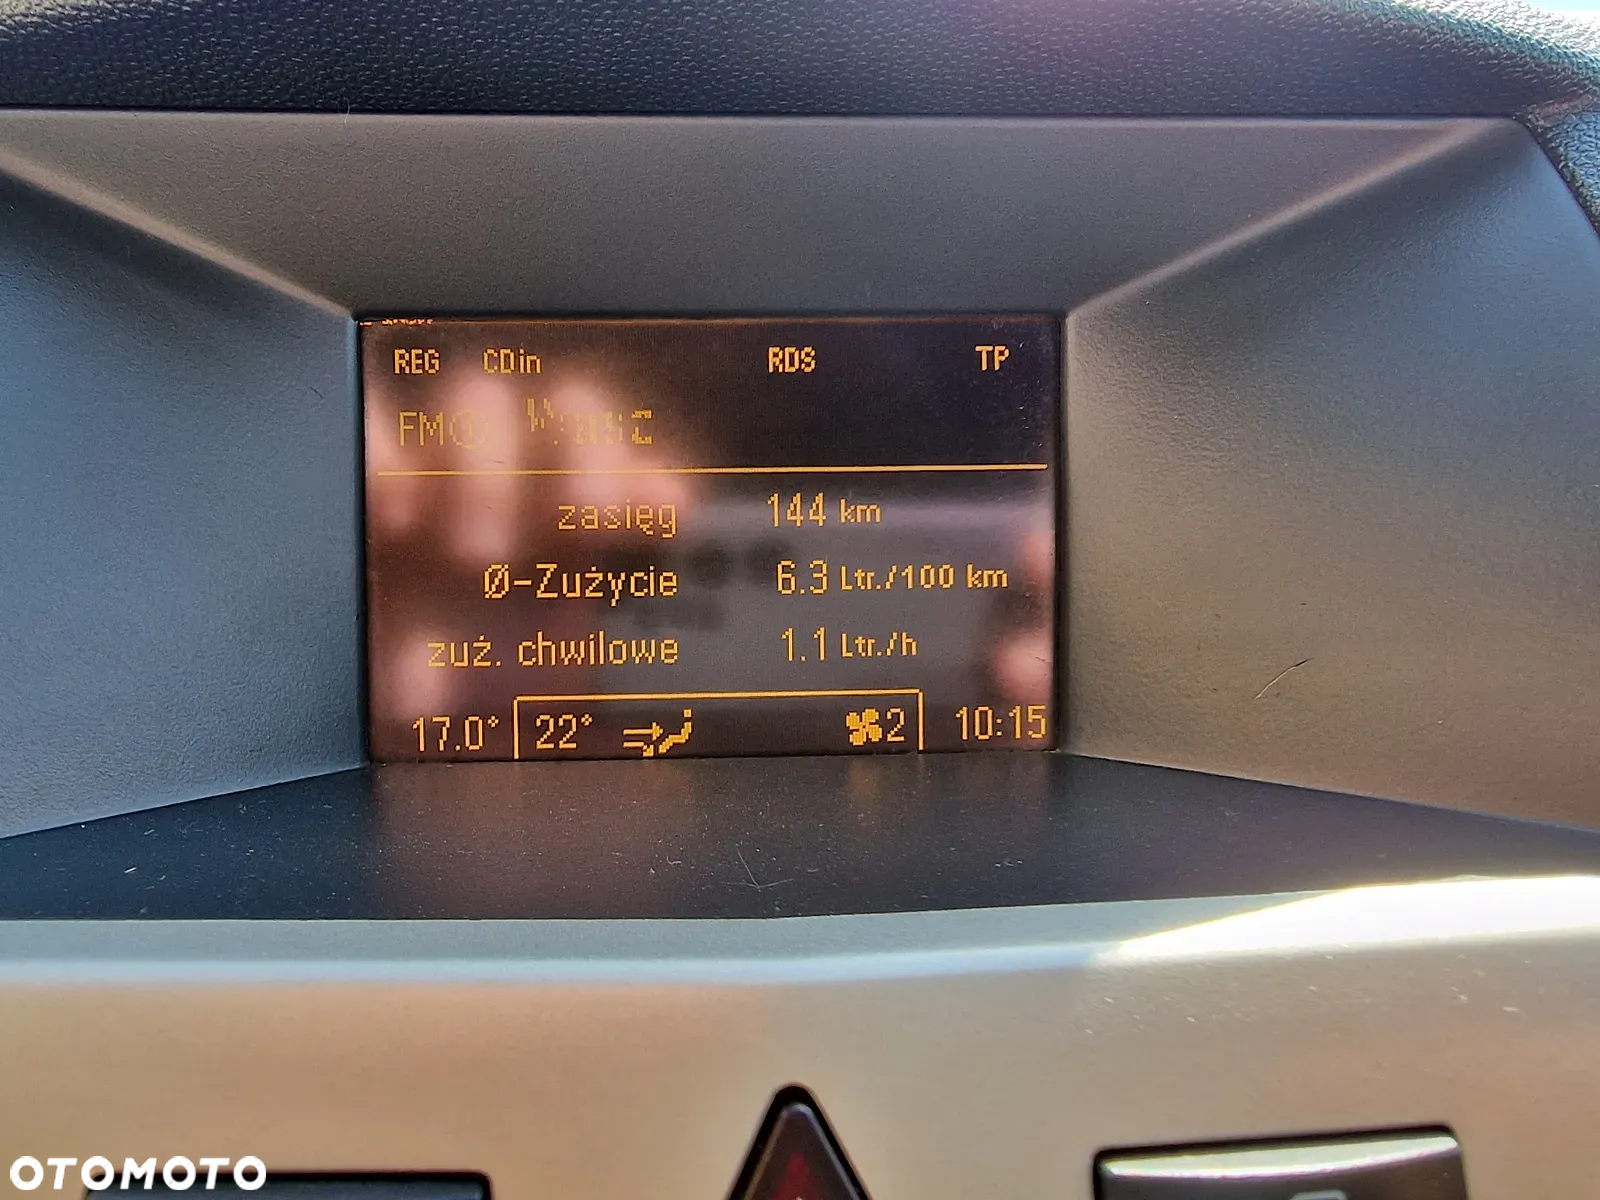 REG CDin RDS TP
FM
zasięg 144 km
Ø-Zużycie 6.3 Ltr./100 km
zuż. chwilowe 1.1 Ltr./h
17.0° 22° 2 10:15
OTOMOTO